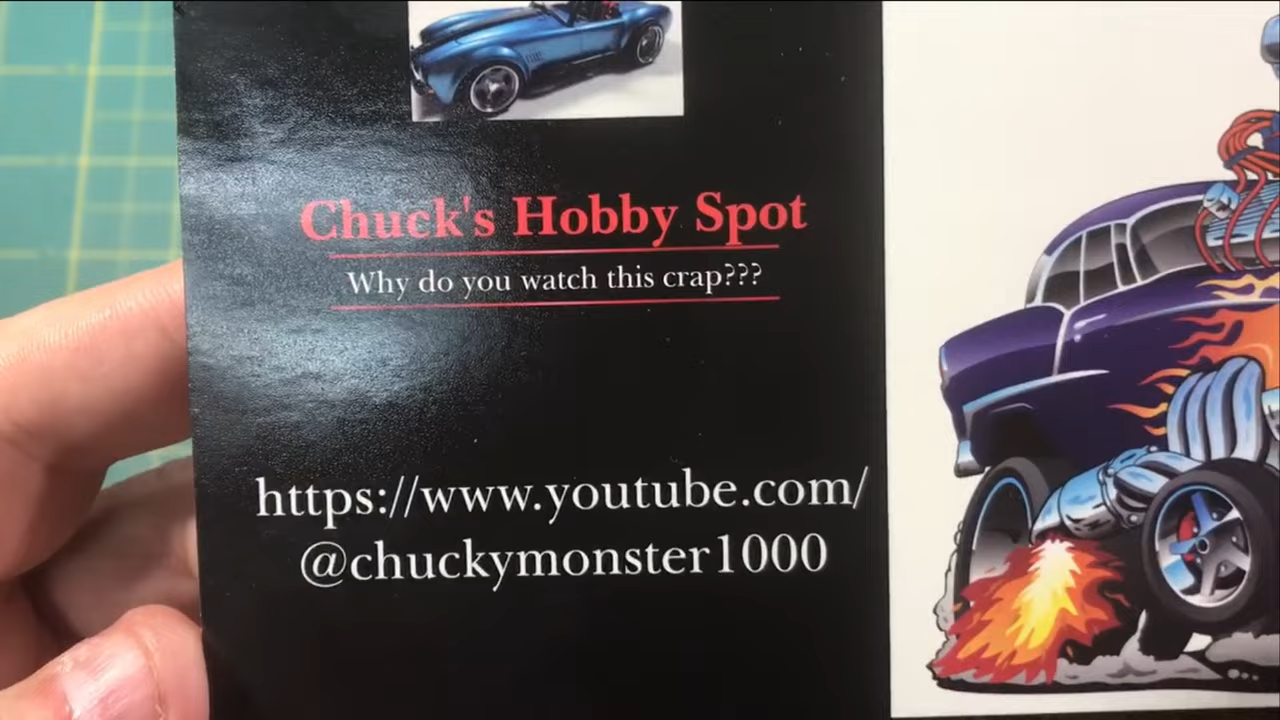 Chuck's Hobby Spot
Why do you watch this crap???
https://www.youtube.com/
@chuckymonster1000